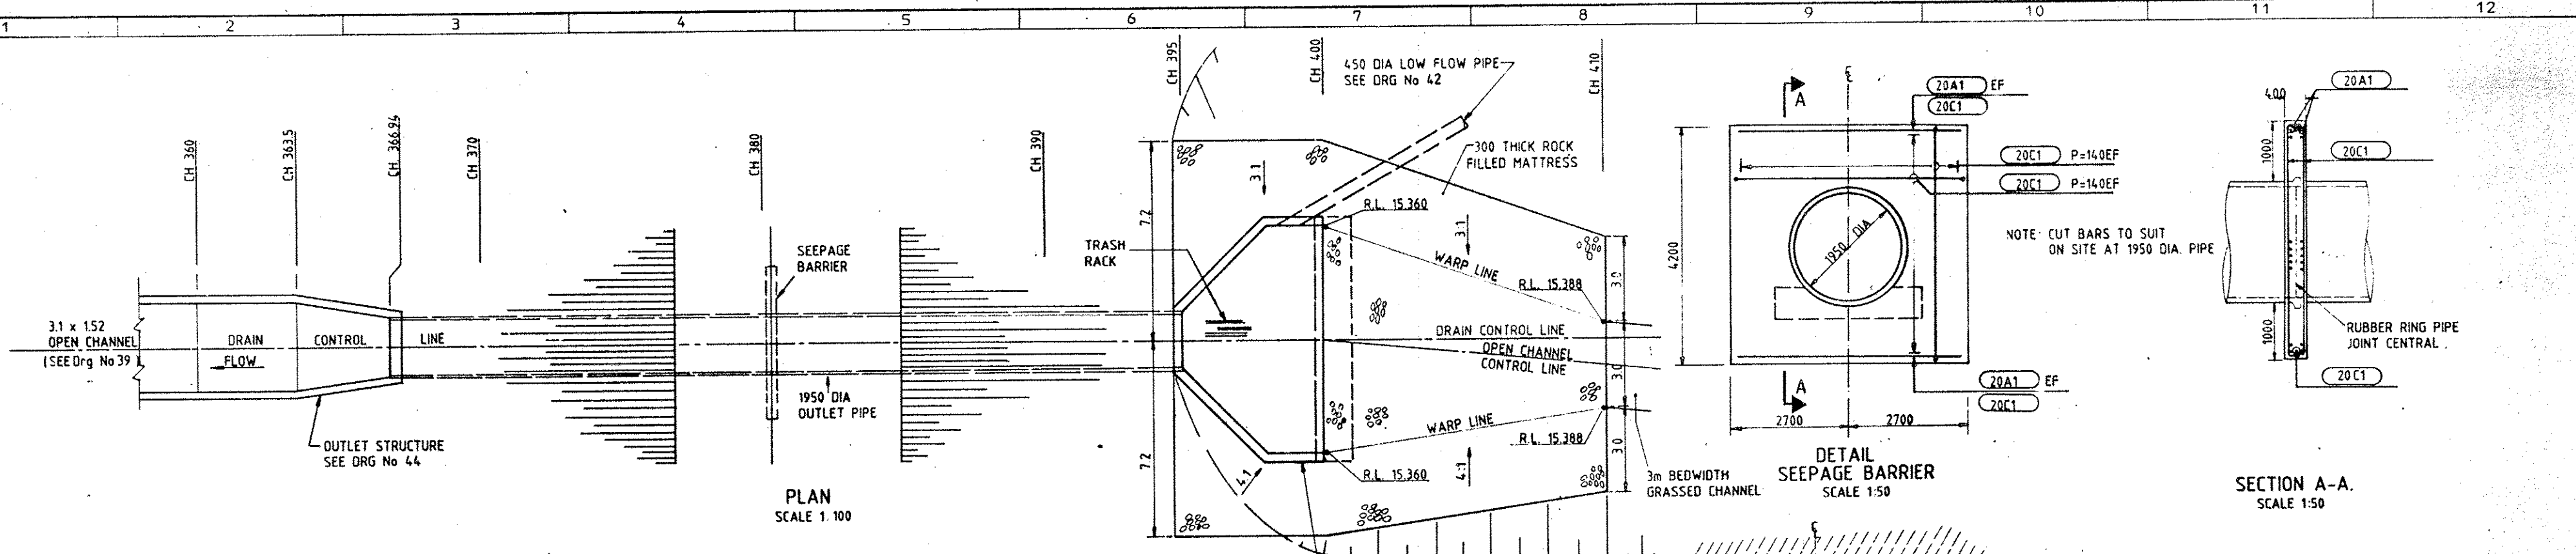 1 2 3 4 5 6 7 8 9 10 11 12
CH 360
CH 363.5
CH. 366.94
CH 370
CH 380
CH 390
CH 395
CH 400
CH 410
3.1 x 1.52
OPEN CHANNEL
(SEE Drg No 39)
DRAIN CONTROL LINE
FLOW
OUTLET STRUCTURE
SEE DRG No 44
SEEPAGE
BARRIER
1950 DIA
OUTLET PIPE
PLAN
SCALE 1.100
TRASH
RACK
7.2
7.2
3:1
4:1
450 DIA LOW FLOW PIPE
SEE DRG No 42
300 THICK ROCK
FILLED MATTRESS
R.L. 15.360
3:1
WARP LINE
R.L. 15.388
DRAIN CONTROL LINE
OPEN CHANNEL
CONTROL LINE
WARP LINE
R.L. 15.388
R.L. 15.360
4:1
3.0
3.0
3.0
3m BEDWIDTH
GRASSED CHANNEL
A
20A1 EF
20C1
20C1 P=140EF
20C1 P=140EF
4200
1950 DIA
NOTE: CUT BARS TO SUIT
ON SITE AT 1950 DIA. PIPE
A
20A1 EF
20C1
2700
2700
DETAIL
SEEPAGE BARRIER
SCALE 1:50
400
20A1
1000
20C1
1000
RUBBER RING PIPE
JOINT CENTRAL.
20C1
SECTION A-A.
SCALE 1:50